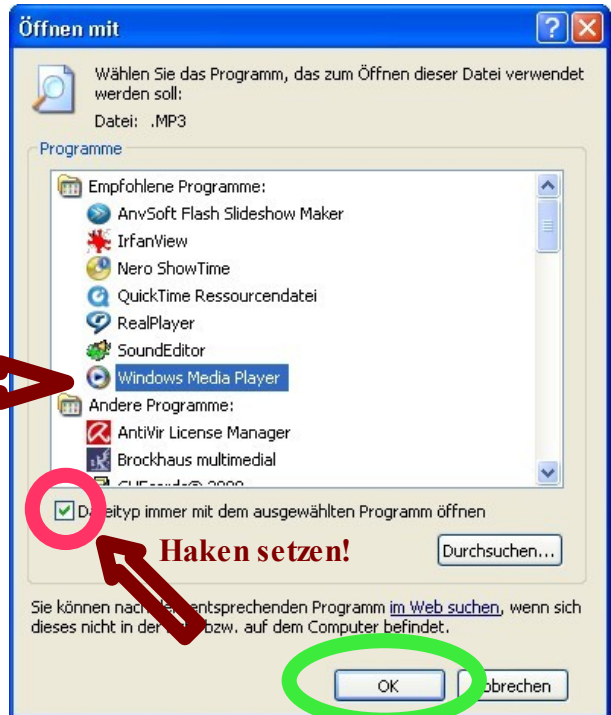 Öffnen mit
Wählen Sie das Programm, das zum Öffnen dieser Datei verwendet
werden soll:
Datei: .MP3
Programme
Empfohlene Programme:
AnvSoft Flash Slideshow Maker
IrfanView
Nero ShowTime
QuickTime Ressourcendatei
RealPlayer
SoundEditor
Windows Media Player
Andere Programme:
AntiVir License Manager
Brockhaus multimedial
Dateityp immer mit dem ausgewählten Programm öffnen
Haken setzen!
Durchsuchen...
Sie können nach entsprechenden Programm im Web suchen, wenn sich
dieses nicht in der bzw. auf dem Computer befindet.
OK
Abbrechen